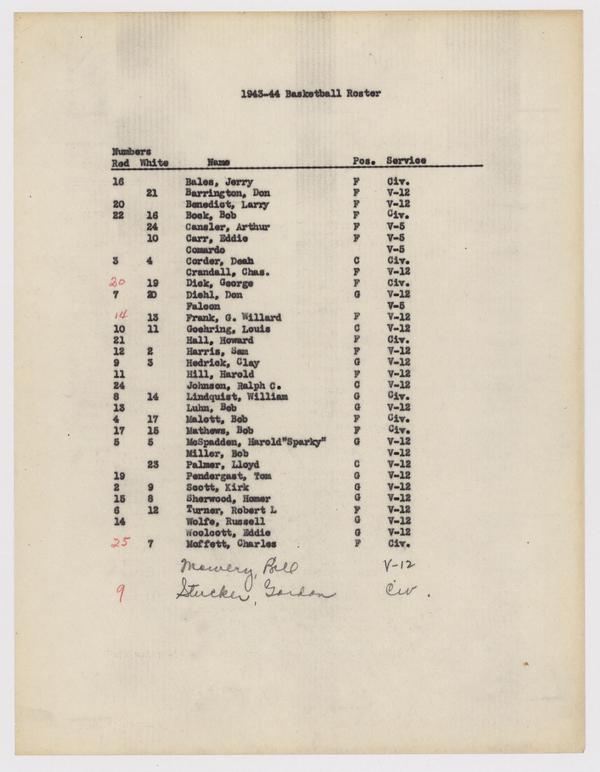 1943-44 Basketball Roster
Numbers
Red White Name Pos. Service
16 Bales, Jerry F Civ.
21 Barrington, Don F V-12
20 Benedict, Larry F V-12
22 16 Bock, Bob F Civ.
24 Cansler, Arthur F V-5
10 Carr, Eddie F V-5
Comardo V-5
3 4 Corder, Deah C Civ.
Crandall, Chas. F V-12
20 19 Dick, George F Civ.
7 20 Diehl, Don G V-12
Falcon V-5
14 13 Frank, G. Willard F V-12
10 11 Goehring, Louis C V-12
21 Hall, Howard F Civ.
12 2 Harris, Sam F V-12
9 3 Hedrick, Clay G V-12
11 Hill, Harold F V-12
24 Johnson, Ralph C. C V-12
8 14 Lindquist, William G Civ.
13 Luhn, Bob G V-12
4 17 Malott, Bob F Civ.
17 15 Mathews, Bob F Civ.
5 5 McSpadden, Harold"Sparky" G V-12
Miller, Bob V-12
23 Palmer, Lloyd C V-12
19 Pendergast, Tom G V-12
2 9 Scott, Kirk G V-12
15 8 Sherwood, Homer G V-12
6 12 Turner, Robert L F V-12
14 Wolfe, Russell G V-12
Woolcott, Eddie G V-12
25 7 Moffett, Charles F Civ.
Mowery, Bill V-12
9 Stucker, Gordon Civ.